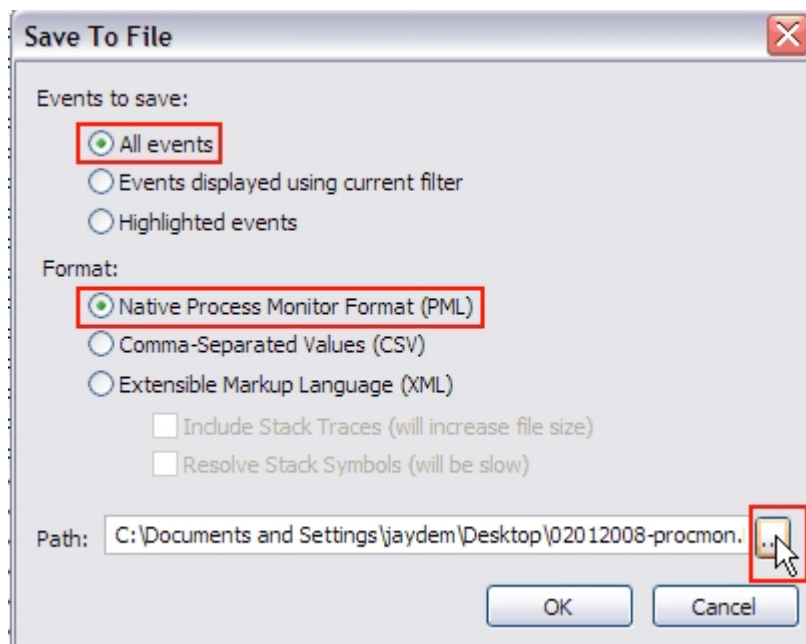 Save To File
Events to save:
All events
Events displayed using current filter
Highlighted events
Format:
Native Process Monitor Format (PML)
Comma-Separated Values (CSV)
Extensible Markup Language (XML)
Include Stack Traces (will increase file size)
Resolve Stack Symbols (will be slow)
Path: C:\Documents and Settings\jaydem\Desktop\02012008-procmon. ...
OK Cancel